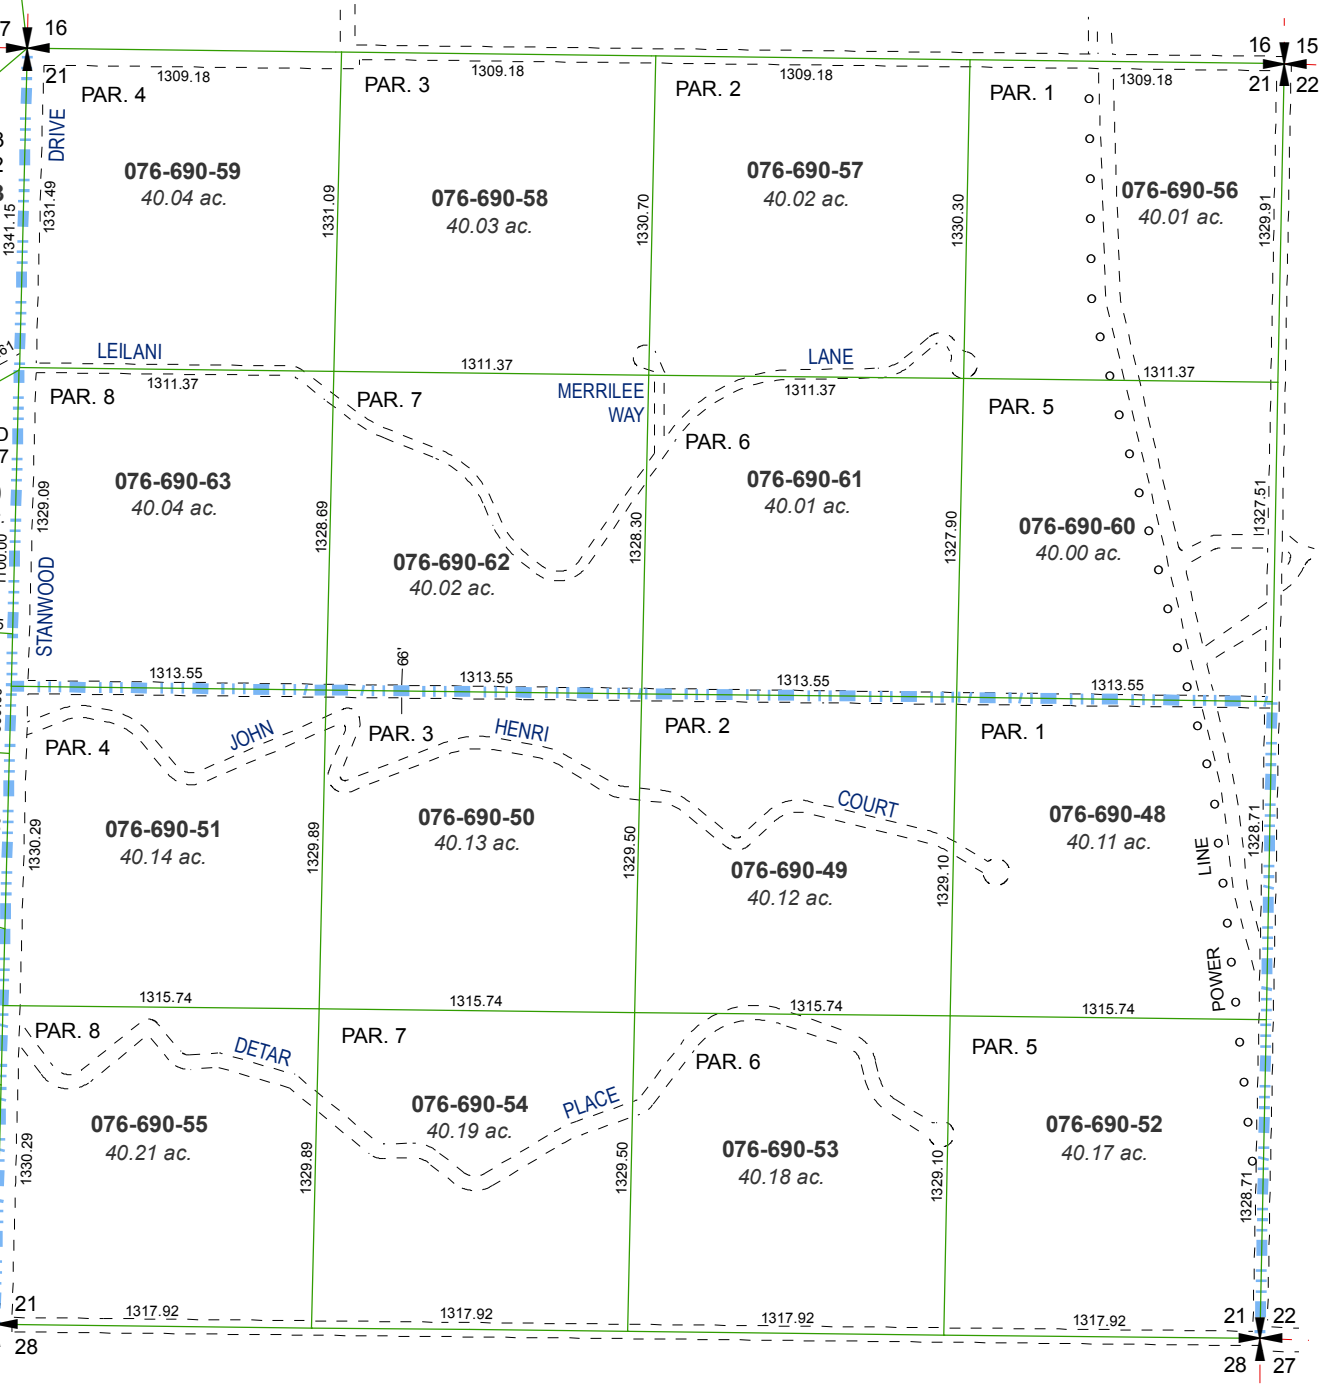 7
16
16
15
21
21
22
1309.18
1309.18
1309.18
1309.18
PAR. 4
PAR. 3
PAR. 2
PAR. 1
DRIVE
076-690-59
40.04 ac.
076-690-58
40.03 ac.
076-690-57
40.02 ac.
076-690-56
40.01 ac.
1341.15
1331.49
1331.09
1330.70
1330.30
1329.91
LEILANI
LANE
1311.37
1311.37
1311.37
1311.37
MERRILEE
WAY
PAR. 8
PAR. 7
PAR. 6
PAR. 5
076-690-63
40.04 ac.
076-690-62
40.02 ac.
076-690-61
40.01 ac.
076-690-60
40.00 ac.
1329.09
1328.69
1328.30
1327.90
1327.51
STANWOOD
66'
1313.55
1313.55
1313.55
1313.55
PAR. 4
PAR. 3
PAR. 2
PAR. 1
JOHN
HENRI
COURT
076-690-51
40.14 ac.
076-690-50
40.13 ac.
076-690-49
40.12 ac.
076-690-48
40.11 ac.
1330.29
1329.89
1329.50
1329.10
1328.71
LINE
POWER
1315.74
1315.74
1315.74
1315.74
PAR. 8
PAR. 7
PAR. 6
PAR. 5
DETAR
PLACE
076-690-55
40.21 ac.
076-690-54
40.19 ac.
076-690-53
40.18 ac.
076-690-52
40.17 ac.
1330.29
1329.89
1329.50
1329.10
1328.71
1317.92
1317.92
1317.92
1317.92
21
21
22
28
28
27